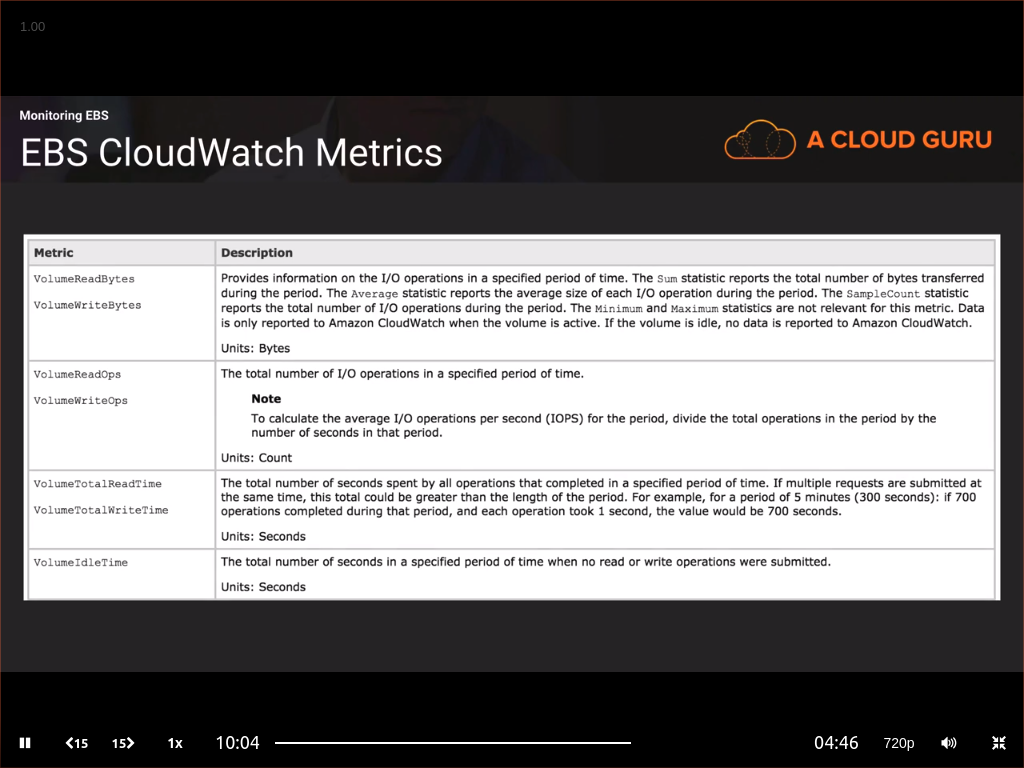 1.00
Monitoring EBS
EBS CloudWatch Metrics
A CLOUD GURU
Metric
Description
VolumeReadBytes
VolumeWriteBytes
Provides information on the I/O operations in a specified period of time. The Sum statistic reports the total number of bytes transferred
during the period. The Average statistic reports the average size of each I/O operation during the period. The SampleCount statistic
reports the total number of I/O operations during the period. The Minimum and Maximum statistics are not relevant for this metric. Data
is only reported to Amazon CloudWatch when the volume is active. If the volume is idle, no data is reported to Amazon CloudWatch.
Units: Bytes
VolumeReadOps
VolumeWriteOps
The total number of I/O operations in a specified period of time.
Note
To calculate the average I/O operations per second (IOPS) for the period, divide the total operations in the period by the
number of seconds in that period.
Units: Count
VolumeTotalReadTime
VolumeTotalWriteTime
The total number of seconds spent by all operations that completed in a specified period of time. If multiple requests are submitted at
the same time, this total could be greater than the length of the period. For example, for a period of 5 minutes (300 seconds): if 700
operations completed during that period, and each operation took 1 second, the value would be 700 seconds.
Units: Seconds
VolumeIdleTime
The total number of seconds in a specified period of time when no read or write operations were submitted.
Units: Seconds
15 15 1x 10:04 04:46 720p